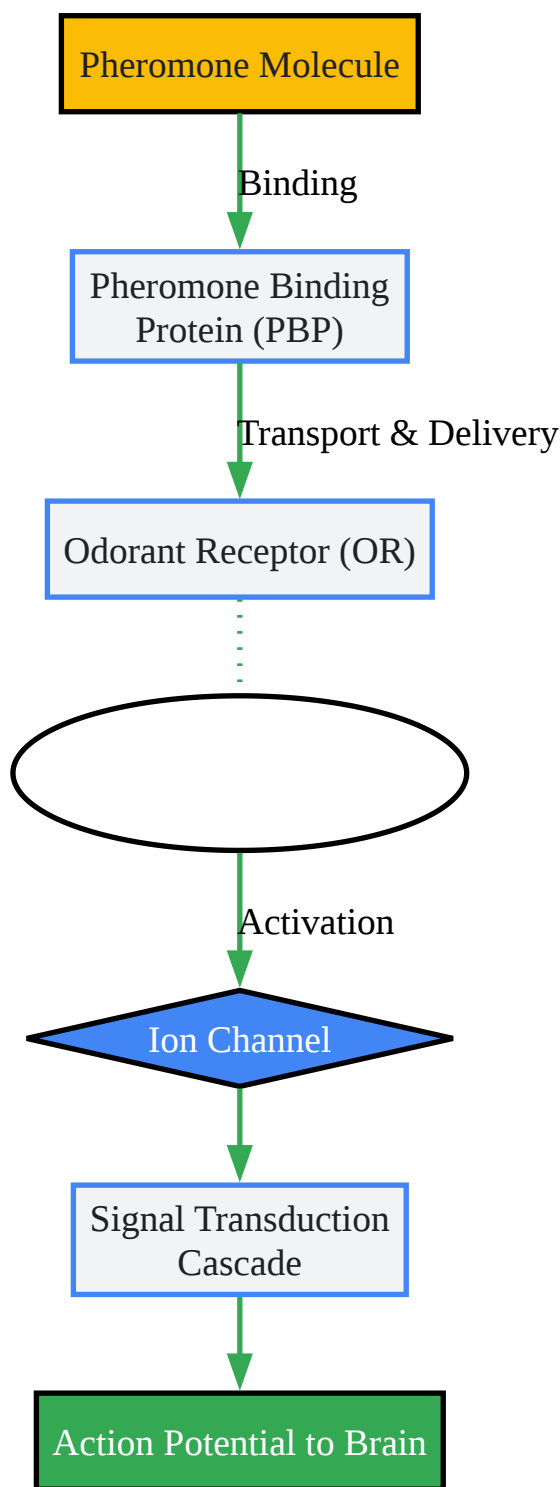 Pheromone Molecule
Binding
Pheromone Binding
Protein (PBP)
Transport & Delivery
Odorant Receptor (OR)
Activation
Ion Channel
Signal Transduction
Cascade
Action Potential to Brain